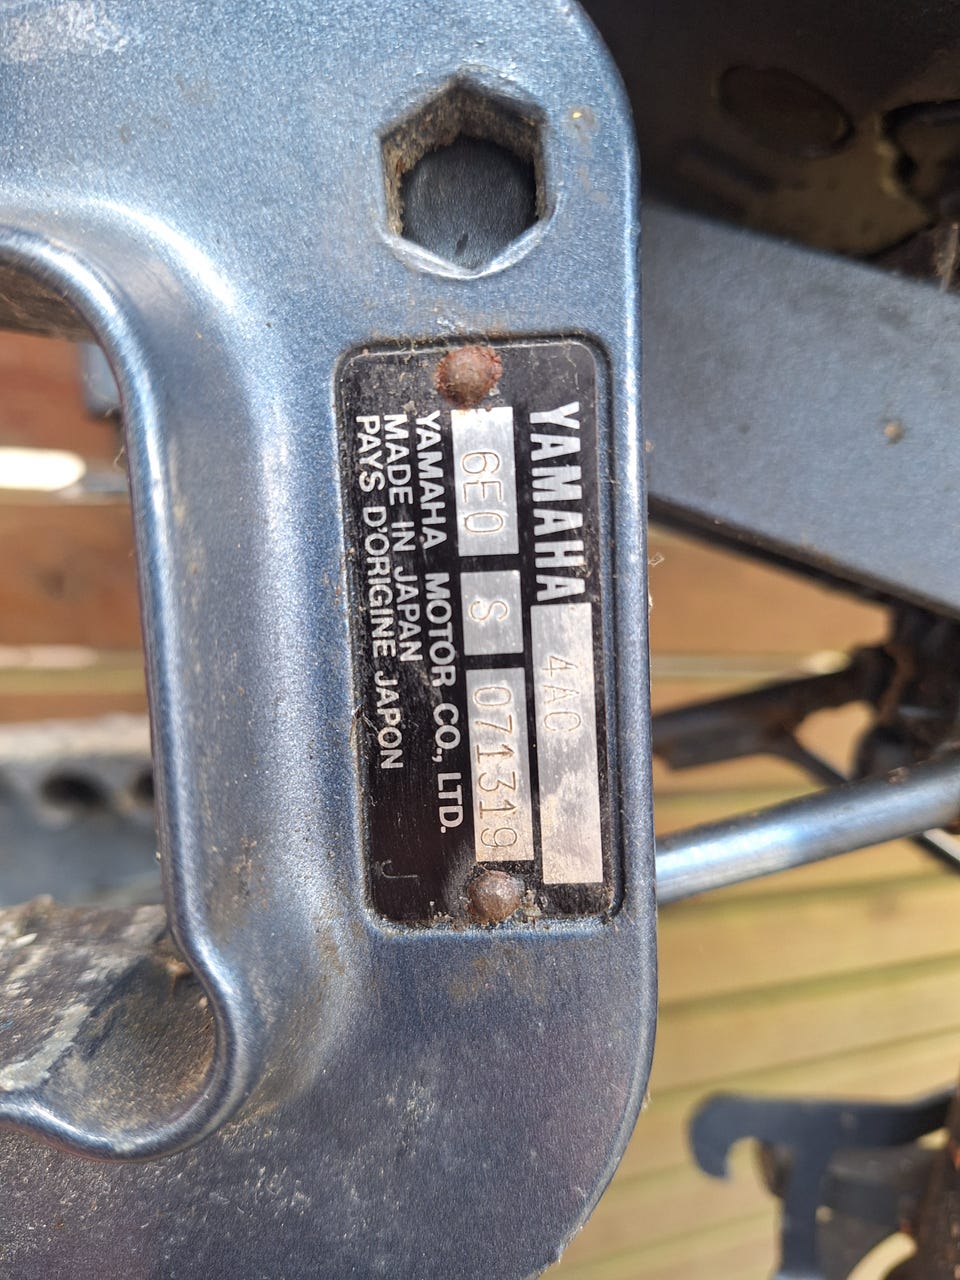 YAMAHA 4AC
6E0 S 071319
YAMAHA MOTOR CO., LTD.
MADE IN JAPAN
PAYS D'ORIGINE JAPON
J